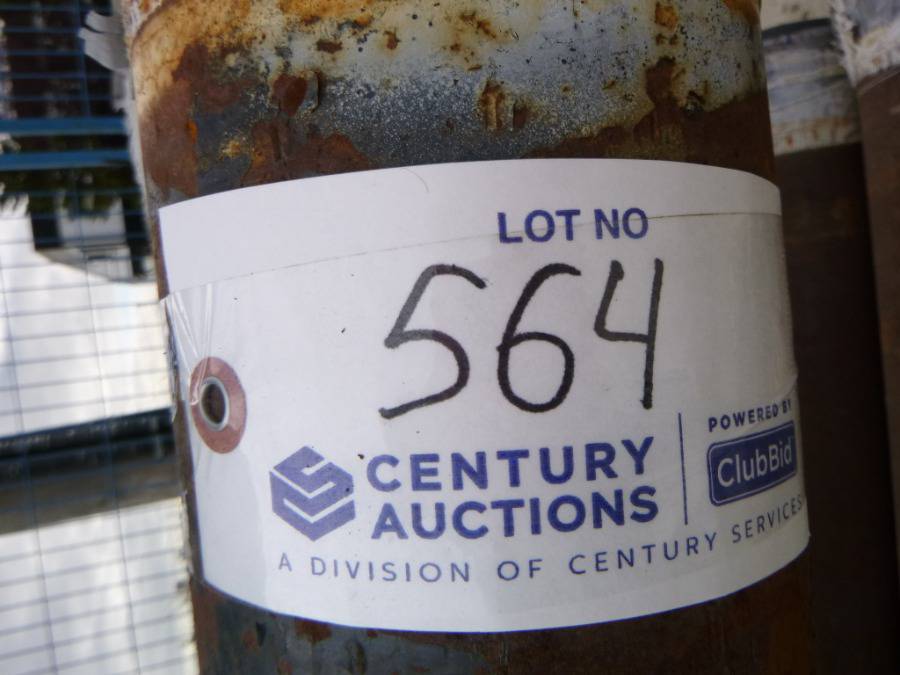 LOT NO
564
CENTURY
AUCTIONS
A DIVISION OF CENTURY SERVICES
POWERED BY
ClubBid